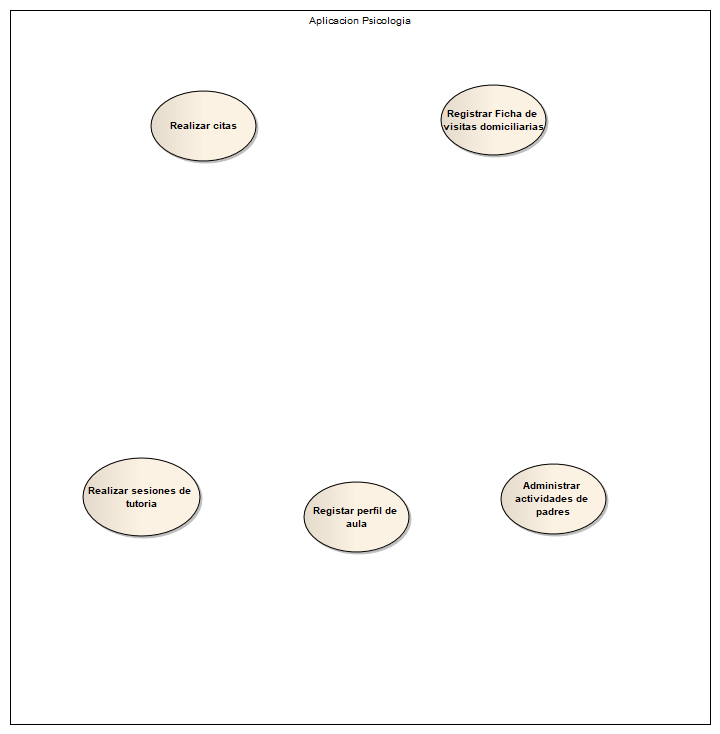 Aplicacion Psicologia
Realizar citas
Registrar Ficha de
visitas domiciliarias
Realizar sesiones de
tutoria
Registar perfil de
aula
Administrar
actividades de
padres